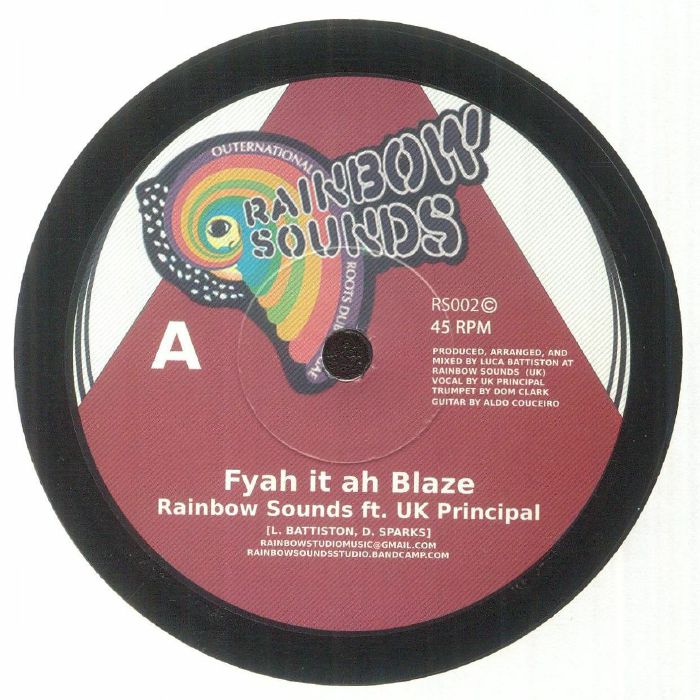 OUTERNATIONAL
RAINBOW
SOUNDS
ROOTS DUB
RS002©
45 RPM
A
PRODUCED, ARRANGED, AND
MIXED BY LUCA BATTISTON AT
RAINBOW SOUNDS (UK)
VOCAL BY UK PRINCIPAL
TRUMPET BY DOM CLARK
GUITAR BY ALDO COUCEIRO
Fyah it ah Blaze
Rainbow Sounds ft. UK Principal
[L. BATTISTON, D. SPARKS]
RAINBOWSTUDIOMUSIC@GMAIL.COM
RAINBOWSOUNDSSTUDIO.BANDCAMP.COM